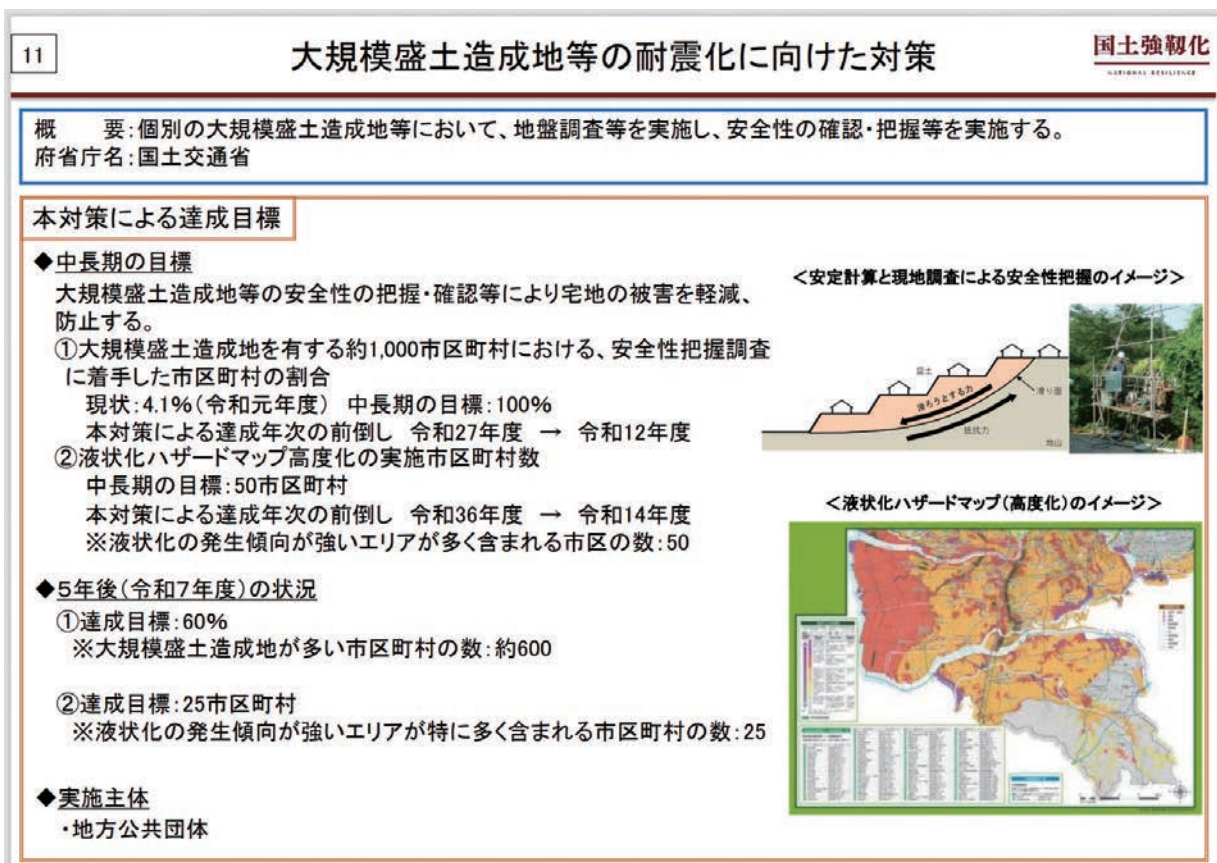 11
大規模盛土造成地等の耐震化に向けた対策
国土強靱化
NATIONAL RESILIENCE
概　　要:個別の大規模盛土造成地等において、地盤調査等を実施し、安全性の確認・把握等を実施する。
府省庁名:国土交通省
本対策による達成目標
◆中長期の目標
大規模盛土造成地等の安全性の把握・確認等により宅地の被害を軽減、
防止する。
①大規模盛土造成地を有する約1,000市区町村における、安全性把握調査
に着手した市区町村の割合
現状:4.1%(令和元年度)　中長期の目標:100%
本対策による達成年次の前倒し　令和27年度　→　令和12年度
②液状化ハザードマップ高度化の実施市区町村数
中長期の目標:50市区町村
本対策による達成年次の前倒し　令和36年度　→　令和14年度
※液状化の発生傾向が強いエリアが多く含まれる市区の数:50
◆5年後(令和7年度)の状況
①達成目標:60%
※大規模盛土造成地が多い市区町村の数:約600
②達成目標:25市区町村
※液状化の発生傾向が強いエリアが特に多く含まれる市区町村の数:25
◆実施主体
・地方公共団体
<安定計算と現地調査による安全性把握のイメージ>
盛土
滑ろうとする力
滑り面
抵抗力
地山
<液状化ハザードマップ(高度化)のイメージ>